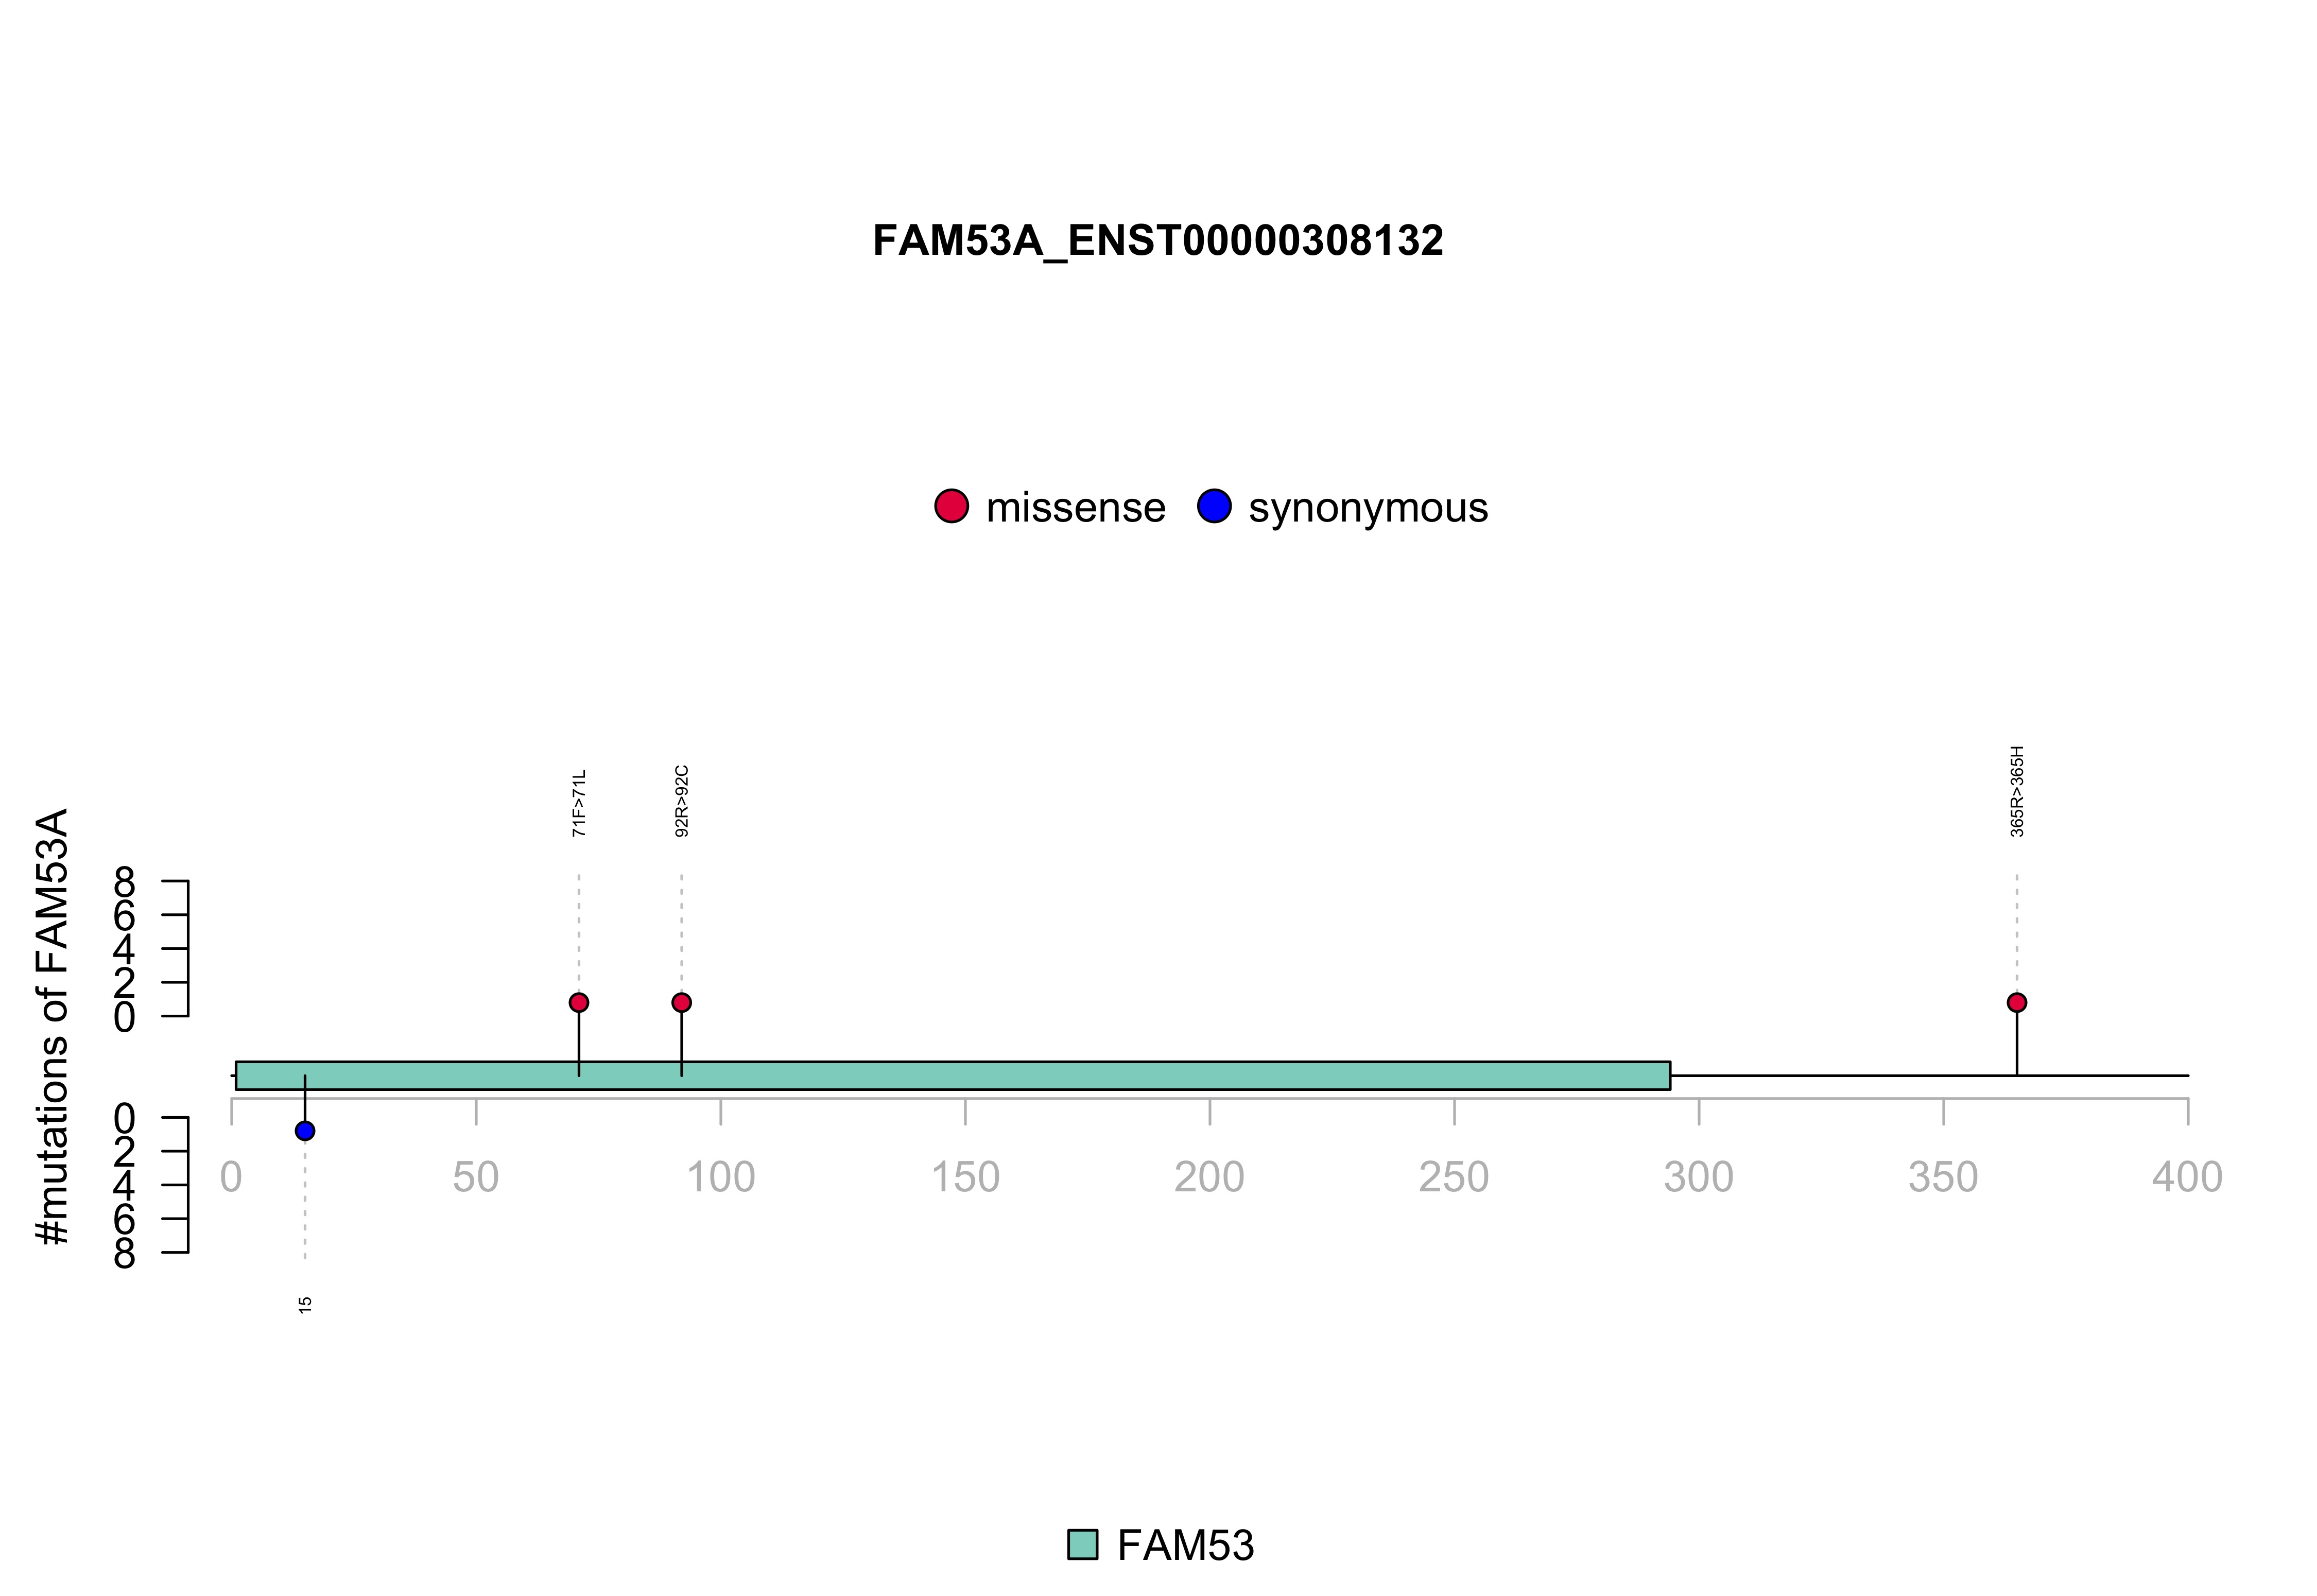 FAM53A_ENST00000308132
missense
synonymous
71F>71L
92R>92C
365R>365H
#mutations of FAM53A
8
6
4
2
0
0
2
4
6
8
0
50
100
150
200
250
300
350
400
15
FAM53